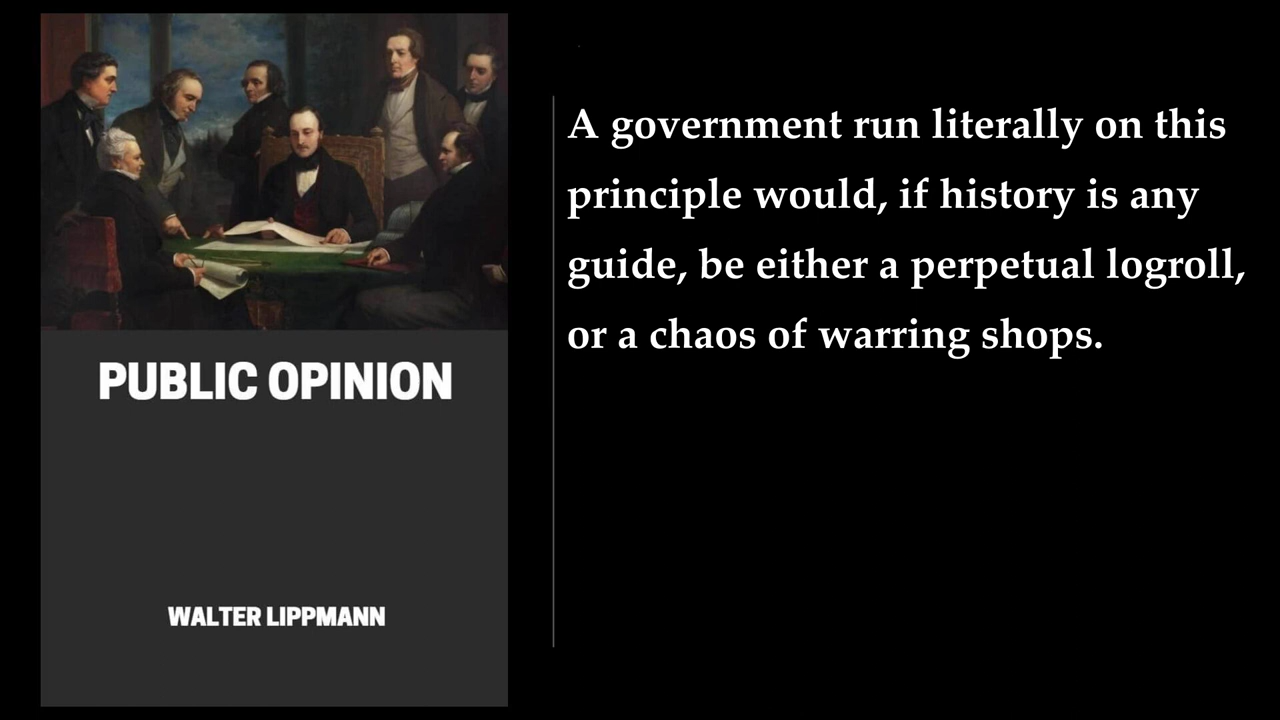 PUBLIC OPINION
WALTER LIPPMANN
A government run literally on this
principle would, if history is any
guide, be either a perpetual logroll,
or a chaos of warring shops.